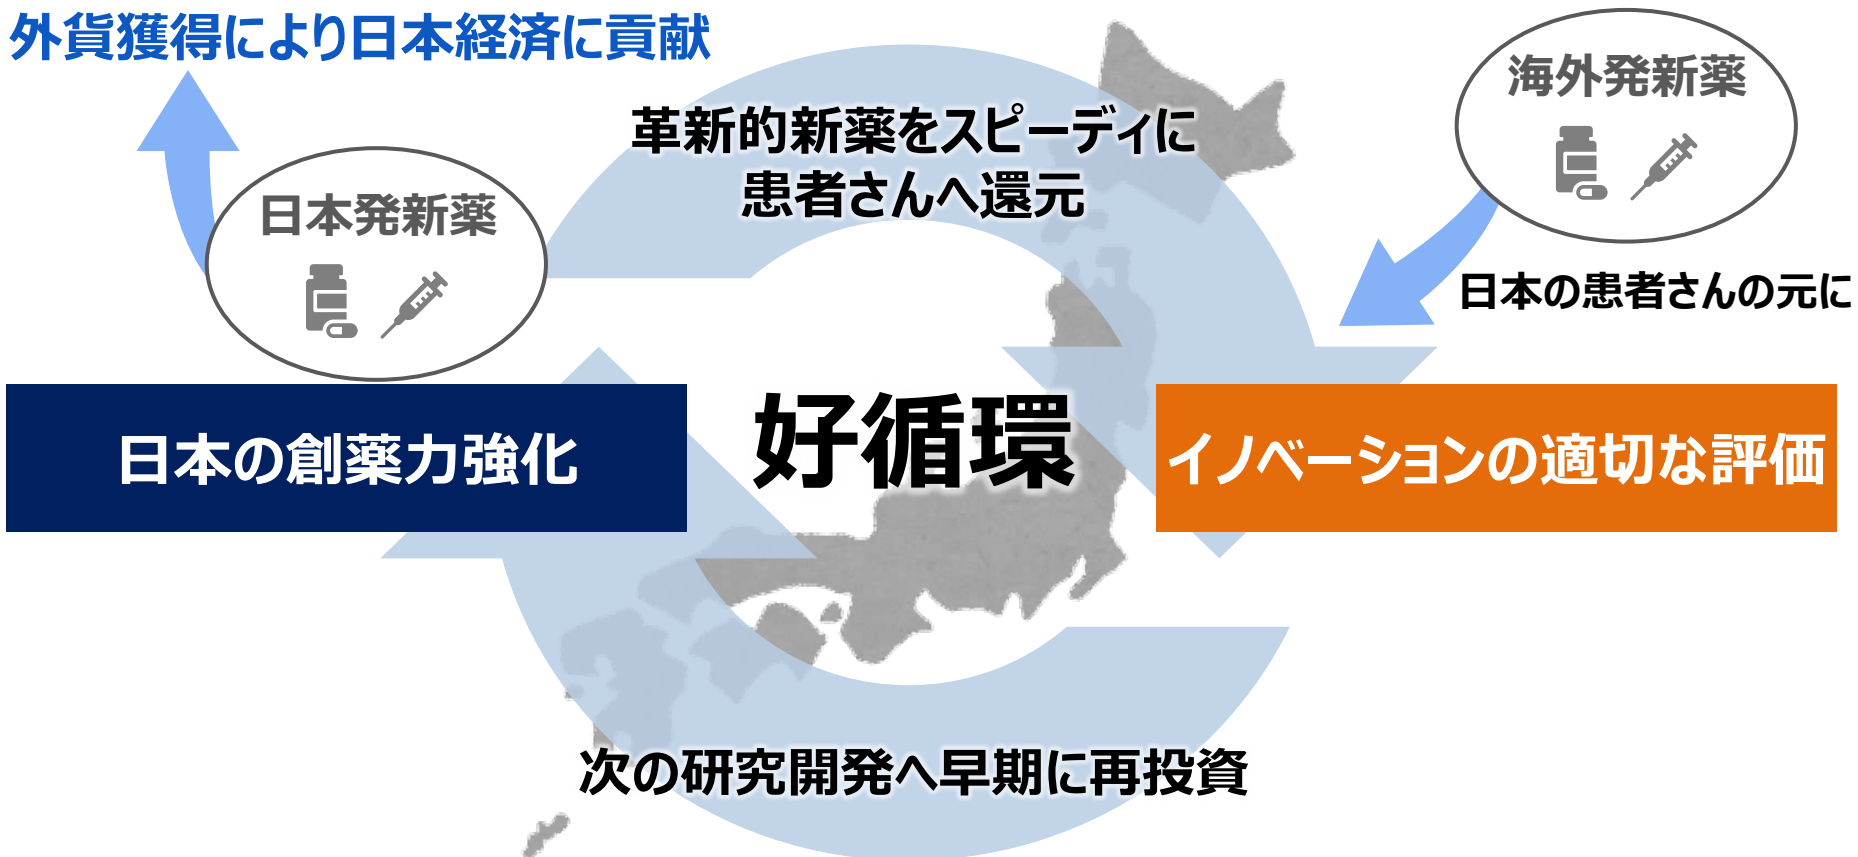 外貨獲得により日本経済に貢献
海外発新薬
革新的新薬をスピーディに
患者さんへ還元
日本発新薬
日本の患者さんの元に
日本の創薬力強化
好循環
イノベーションの適切な評価
次の研究開発へ早期に再投資